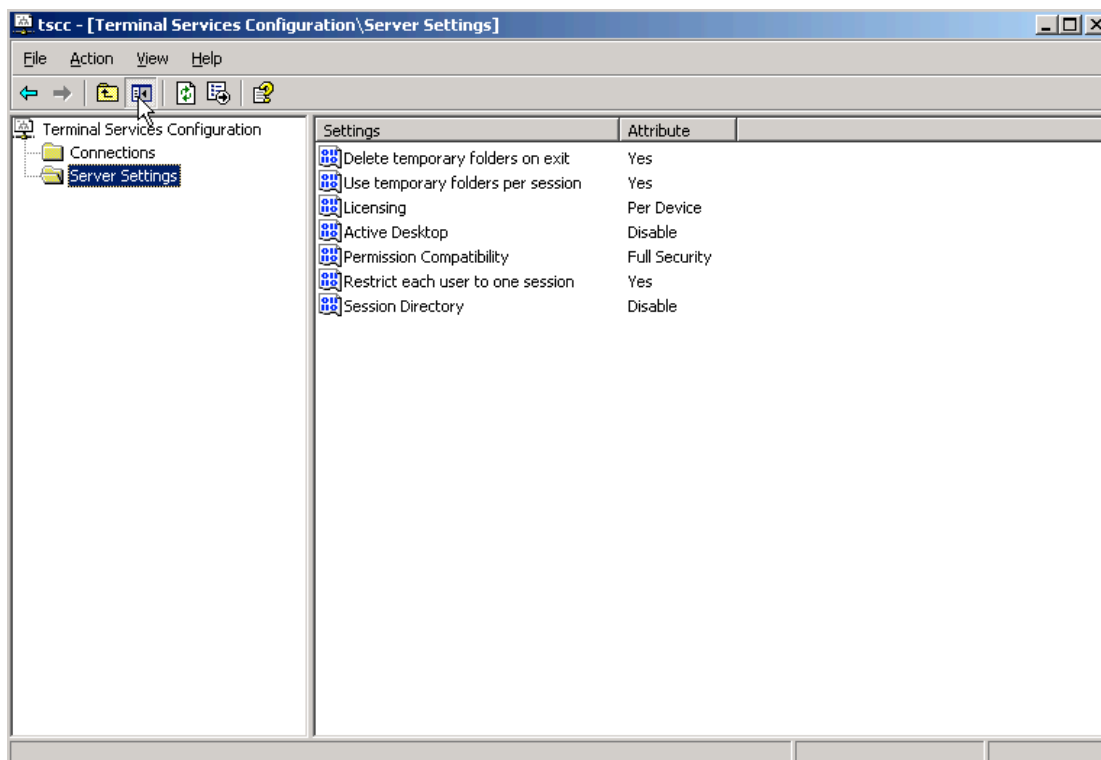 tscc - [Terminal Services Configuration\Server Settings]
File Action View Help
Terminal Services Configuration
Connections
Server Settings
Settings Attribute
Delete temporary folders on exit Yes
Use temporary folders per session Yes
Licensing Per Device
Active Desktop Disable
Permission Compatibility Full Security
Restrict each user to one session Yes
Session Directory Disable